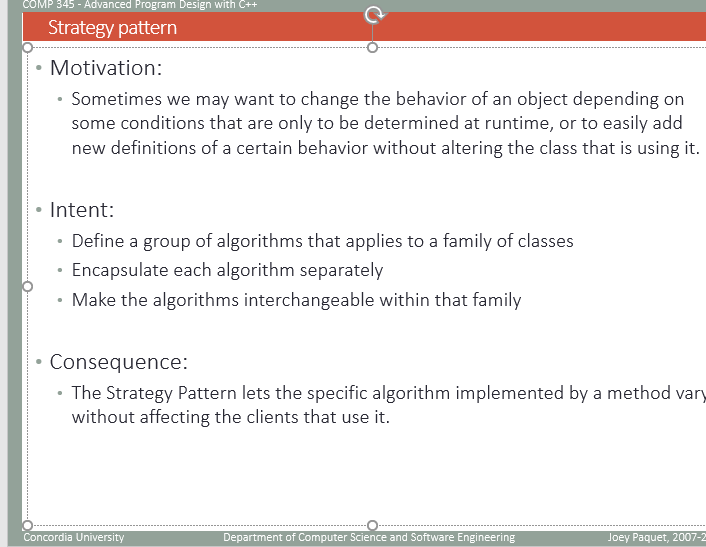 COMP 345 - Advanced Program Design with C++
Strategy pattern
• Motivation:
• Sometimes we may want to change the behavior of an object depending on
some conditions that are only to be determined at runtime, or to easily add
new definitions of a certain behavior without altering the class that is using it.
• Intent:
• Define a group of algorithms that applies to a family of classes
• Encapsulate each algorithm separately
• Make the algorithms interchangeable within that family
• Consequence:
• The Strategy Pattern lets the specific algorithm implemented by a method vary
without affecting the clients that use it.
Concordia University Department of Computer Science and Software Engineering Joey Paquet, 2007-2